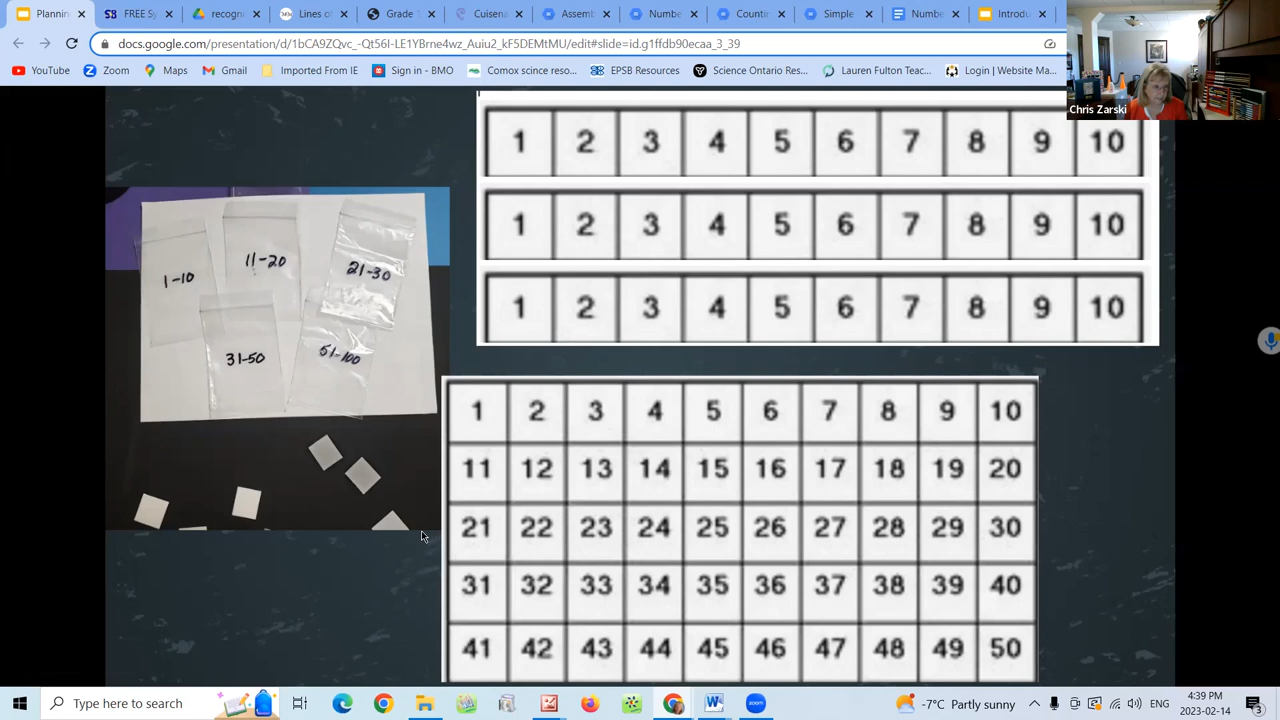 Planning
FREE Sy
recogn
Lines of
Grade 1
Cuisena
Assemb
Number
Countin
Simple
Number
Introdu
docs.google.com/presentation/d/1bCA9ZQvc_-Qt56I-LE1YBrne4wz_Auiu2_kF5DEMtMU/edit#slide=id.g1ffdb90ecaa_3_39
YouTube
Zoom
Maps
Gmail
Imported From IE
Sign in - BMO
Comox scince reso...
EPSB Resources
Science Ontario Res...
Lauren Fulton Teac...
Login | Website Ma...
Chris Zarski
1-10
11-20
21-30
31-50
51-100
1 2 3 4 5 6 7 8 9 10
1 2 3 4 5 6 7 8 9 10
1 2 3 4 5 6 7 8 9 10
1 2 3 4 5 6 7 8 9 10
11 12 13 14 15 16 17 18 19 20
21 22 23 24 25 26 27 28 29 30
31 32 33 34 35 36 37 38 39 40
41 42 43 44 45 46 47 48 49 50
Type here to search
-7°C Partly sunny
ENG
4:39 PM
2023-02-14
3